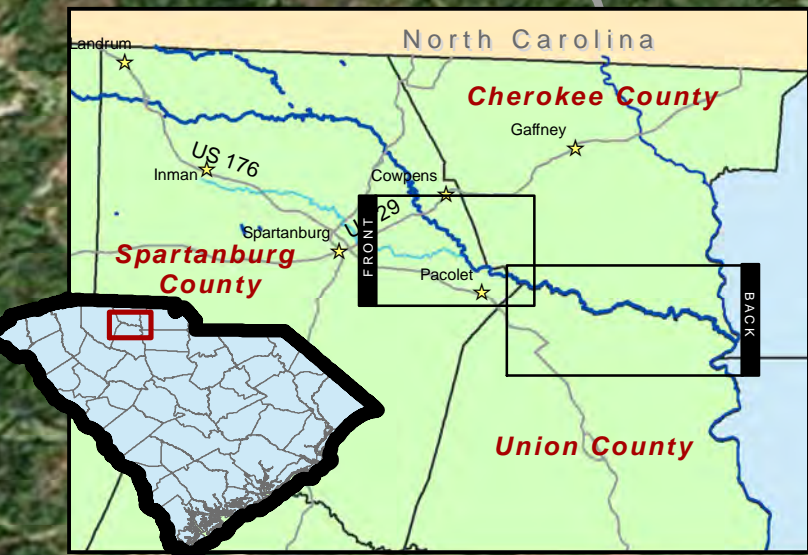 North Carolina
Landrum
Cherokee County
Gaffney
US 176
Inman
Cowpens
29
FRONT
Spartanburg
Spartanburg
County
Pacolet
BACK
Union County